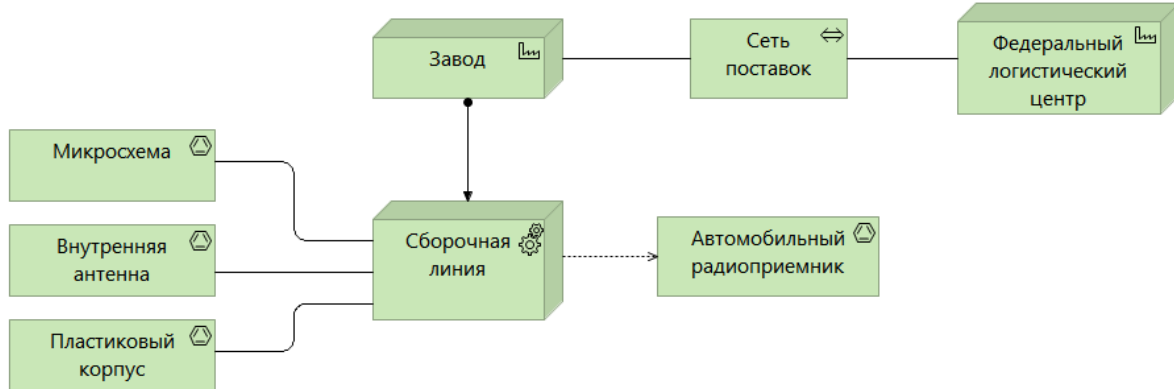 Завод
Сеть
поставок
Федеральный
логистический
центр
Микросхема
Внутренняя
антенна
Пластиковый
корпус
Сборочная
линия
Автомобильный
радиоприемник